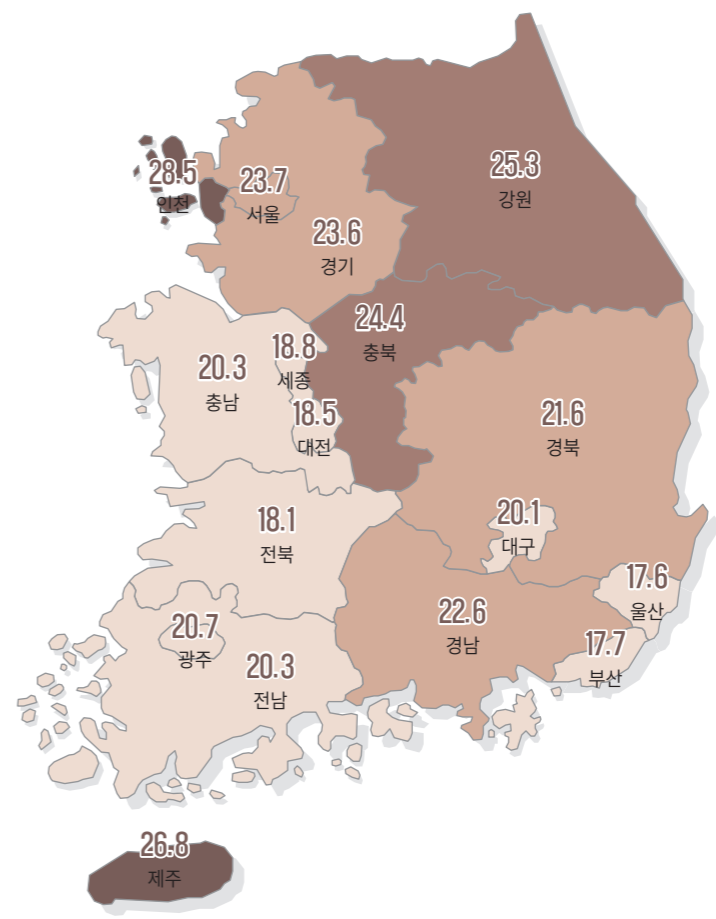 25.3
강원
28.5
인천
23.7
서울
23.6
경기
24.4
충북
18.8
세종
20.3
충남
18.5
대전
21.6
경북
18.1
전북
20.1
대구
17.6
울산
22.6
경남
20.7
광주
17.7
부산
20.3
전남
26.8
제주